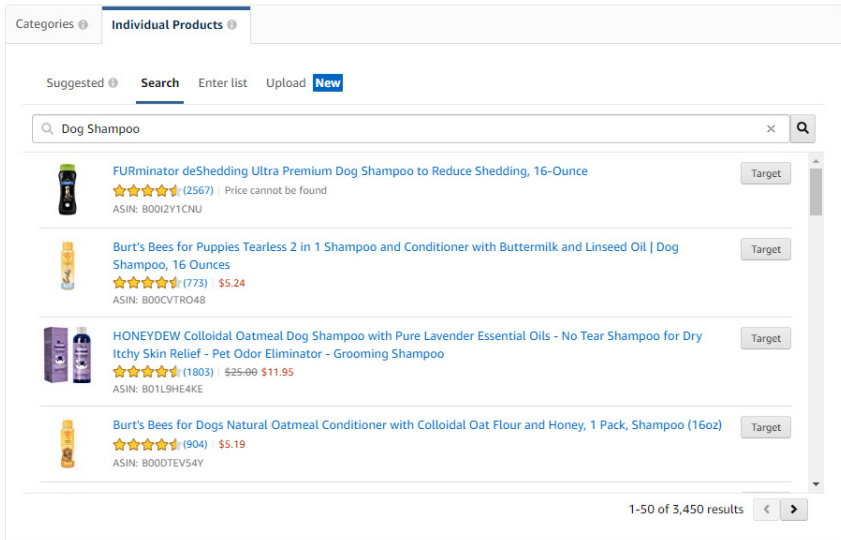 Categories
Individual Products
Suggested
Search
Enter list
Upload
New
Dog Shampoo
FURminator deShedding Ultra Premium Dog Shampoo to Reduce Shedding, 16-Ounce
(2567) | Price cannot be found
ASIN: B00I2Y1CNU
Target
Burt's Bees for Puppies Tearless 2 in 1 Shampoo and Conditioner with Buttermilk and Linseed Oil | Dog
Shampoo, 16 Ounces
(773) | $5.24
ASIN: B00CVTRO48
Target
HONEYDEW Colloidal Oatmeal Dog Shampoo with Pure Lavender Essential Oils - No Tear Shampoo for Dry
Itchy Skin Relief - Pet Odor Eliminator - Grooming Shampoo
(1803) | $25.00 $11.95
ASIN: B01L9HE4KE
Target
Burt's Bees for Dogs Natural Oatmeal Conditioner with Colloidal Oat Flour and Honey, 1 Pack, Shampoo (16oz)
(904) | $5.19
ASIN: B00DTEV54Y
Target
1-50 of 3,450 results